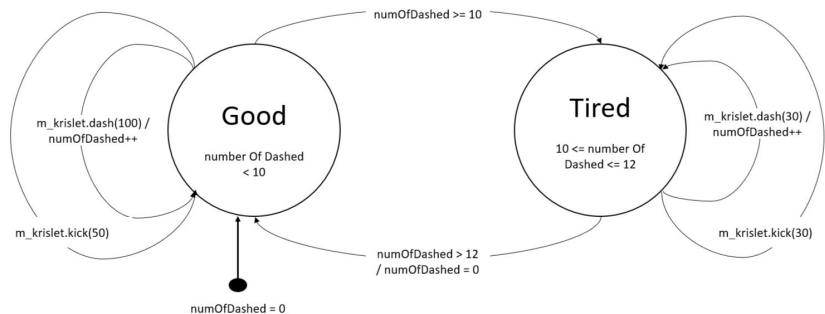 numOfDashed >= 10
Good
number Of Dashed
< 10
m_krislet.dash(100) /
numOfDashed++
m_krislet.kick(50)
Tired
10 <= number Of
Dashed <= 12
m_krislet.dash(30) /
numOfDashed++
m_krislet.kick(30)
numOfDashed > 12
/ numOfDashed = 0
numOfDashed = 0